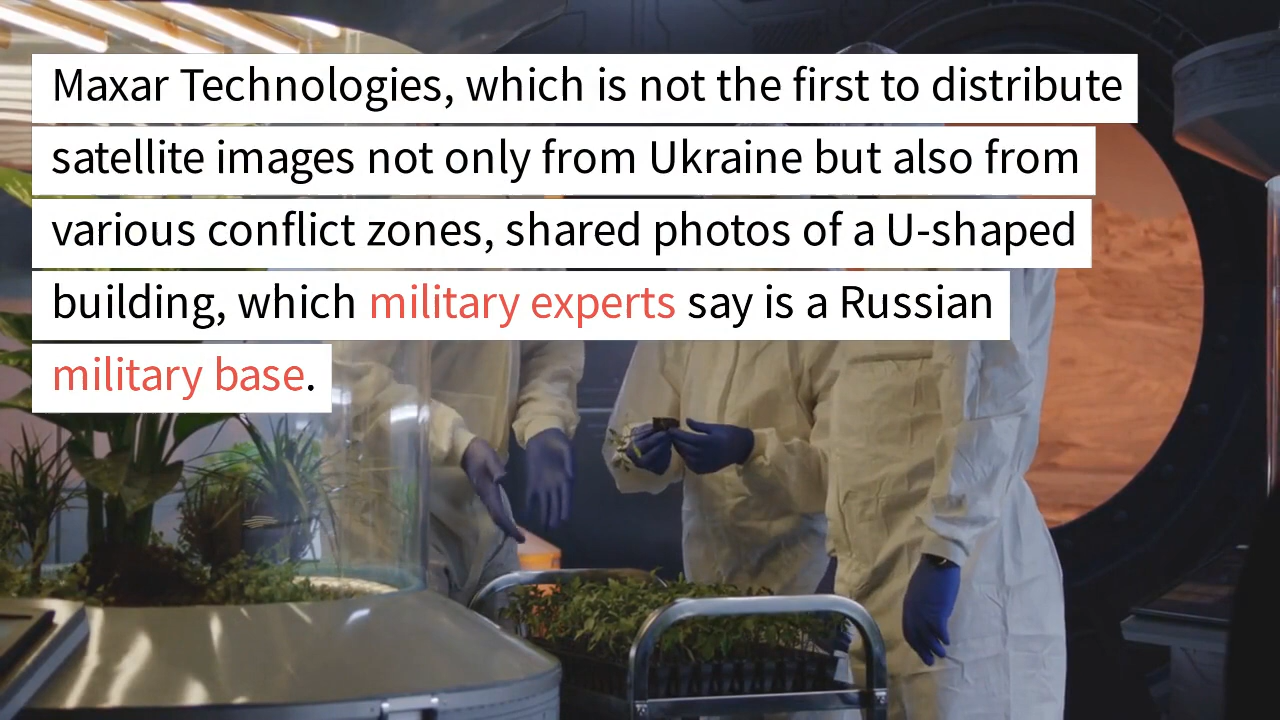 Maxar Technologies, which is not the first to distribute
satellite images not only from Ukraine but also from
various conflict zones, shared photos of a U-shaped
building, which military experts say is a Russian
military base.